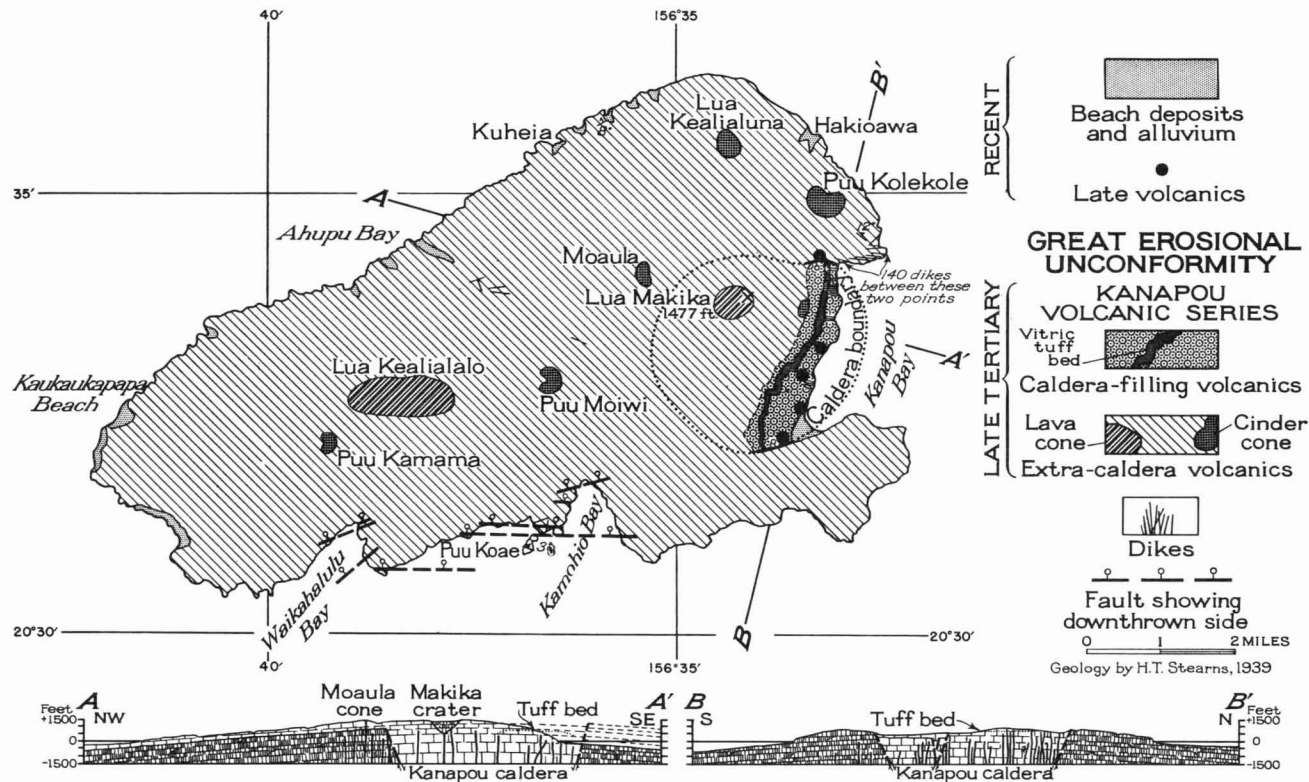 40'
156°35
B'
Lua
Kealialuna
Kuheia
Hakioawa
Puu Kolekole
35'
A
Ahupu Bay
Moaula
Lua Makika
1477 ft.
140 dikes
between these
two points
Caldera boundary
Kanapou
Bay
A'
Lua Kealialalo
Kaukaukapapa
Beach
Puu Moiwi
Puu Kamama
Puu Koae
Waikahalulu
Bay
Kamohio Bay
20°30'
B
20°30'
40'
156°35'
RECENT
Beach deposits
and alluvium
Late volcanics
GREAT EROSIONAL
UNCONFORMITY
LATE TERTIARY
KANAPOU
VOLCANIC SERIES
Vitric
tuff
bed
Caldera-filling volcanics
Lava
cone
Cinder
cone
Extra-caldera volcanics
Dikes
Fault showing
downthrown side
0 1 2 MILES
Geology by H.T. Stearns, 1939
A
Feet
+1500
0
-1500
NW
Moaula
cone
Makika
crater
Tuff bed
A'
SE
Kanapou caldera
B
S
Tuff bed
B'
N
Feet
+1500
0
-1500
Kanapou caldera